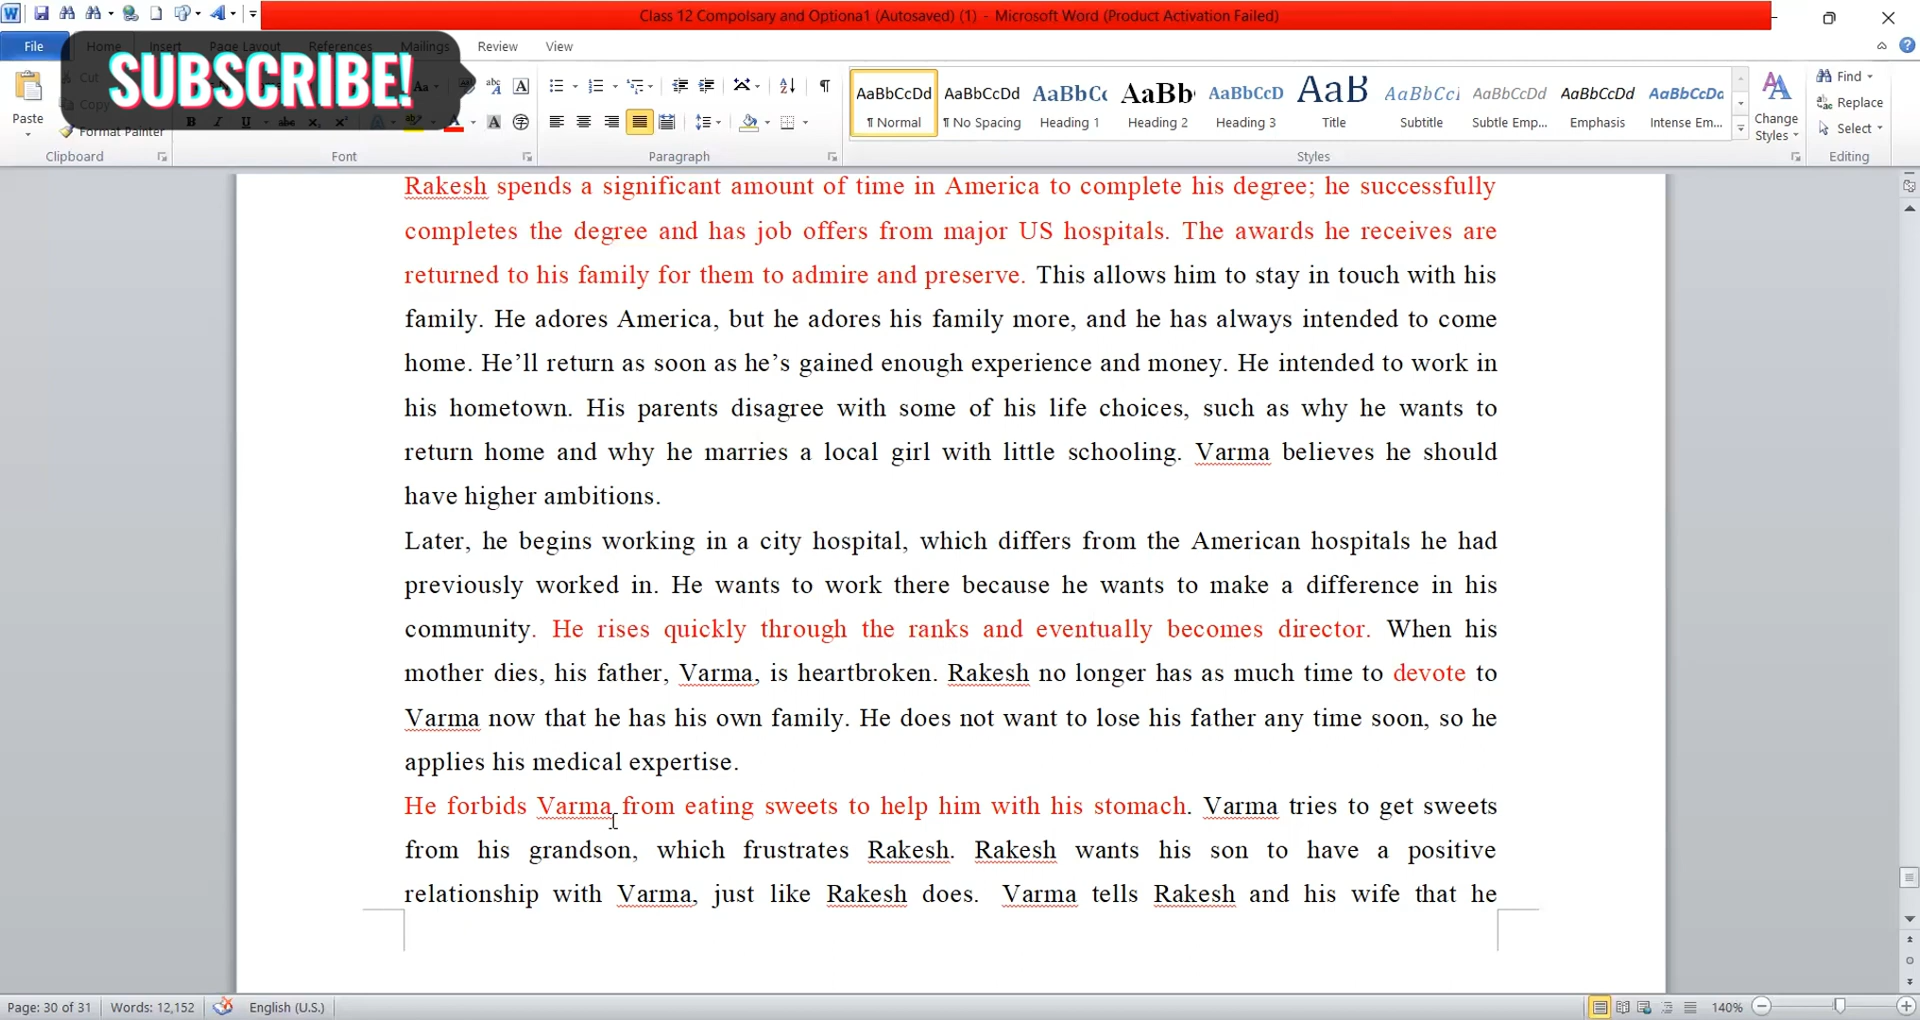 Class 12 Compolsary and Optiona1 (Autosaved) (1) - Microsoft Word (Product Activation Failed)
File Home Insert Page Layout References Mailings Review View
SUBSCRIBE!
Paste
Cut
Copy
Format Painter
Clipboard
Font
Paragraph
AaBbCcDd AaBbCcDd AaBbCc AaBbC AaBbCcD AaB AaBbCcI AaBbCcDd AaBbCcDd AaBbCcDd
¶ Normal ¶ No Spacing Heading 1 Heading 2 Heading 3 Title Subtitle Subtle Emp... Emphasis Intense Em...
Change Styles
Styles
Find
Replace
Select
Editing
Rakesh spends a significant amount of time in America to complete his degree; he successfully
completes the degree and has job offers from major US hospitals. The awards he receives are
returned to his family for them to admire and preserve. This allows him to stay in touch with his
family. He adores America, but he adores his family more, and he has always intended to come
home. He’ll return as soon as he’s gained enough experience and money. He intended to work in
his hometown. His parents disagree with some of his life choices, such as why he wants to
return home and why he marries a local girl with little schooling. Varma believes he should
have higher ambitions.
Later, he begins working in a city hospital, which differs from the American hospitals he had
previously worked in. He wants to work there because he wants to make a difference in his
community. He rises quickly through the ranks and eventually becomes director. When his
mother dies, his father, Varma, is heartbroken. Rakesh no longer has as much time to devote to
Varma now that he has his own family. He does not want to lose his father any time soon, so he
applies his medical expertise.
He forbids Varma from eating sweets to help him with his stomach. Varma tries to get sweets
from his grandson, which frustrates Rakesh. Rakesh wants his son to have a positive
relationship with Varma, just like Rakesh does. Varma tells Rakesh and his wife that he
Page: 30 of 31 Words: 12,152 English (U.S.) 140%